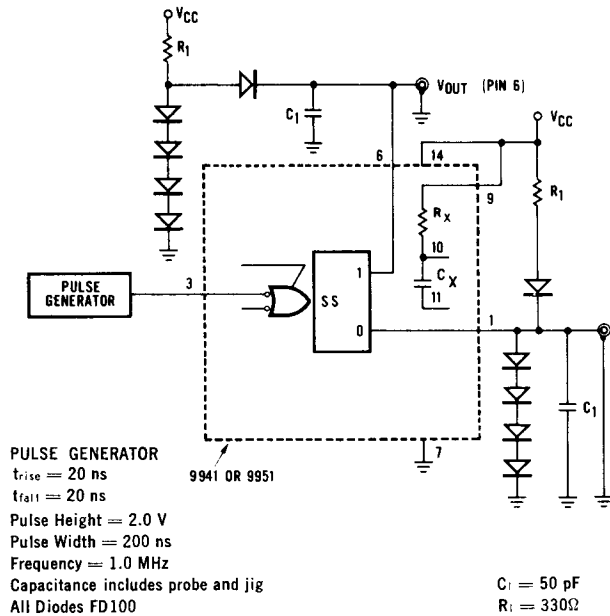 VCC
R1
VOUT (PIN 6)
C1
VCC
6
14
9
R1
RX
10
CX
11
PULSE
GENERATOR
3
1
SS
0
1
C1
7
9941 OR 9951
PULSE GENERATOR
trise = 20 ns
tfall = 20 ns
Pulse Height = 2.0 V
Pulse Width = 200 ns
Frequency = 1.0 MHz
Capacitance includes probe and jig
All Diodes FD100
C1 = 50 pF
R1 = 330Ω